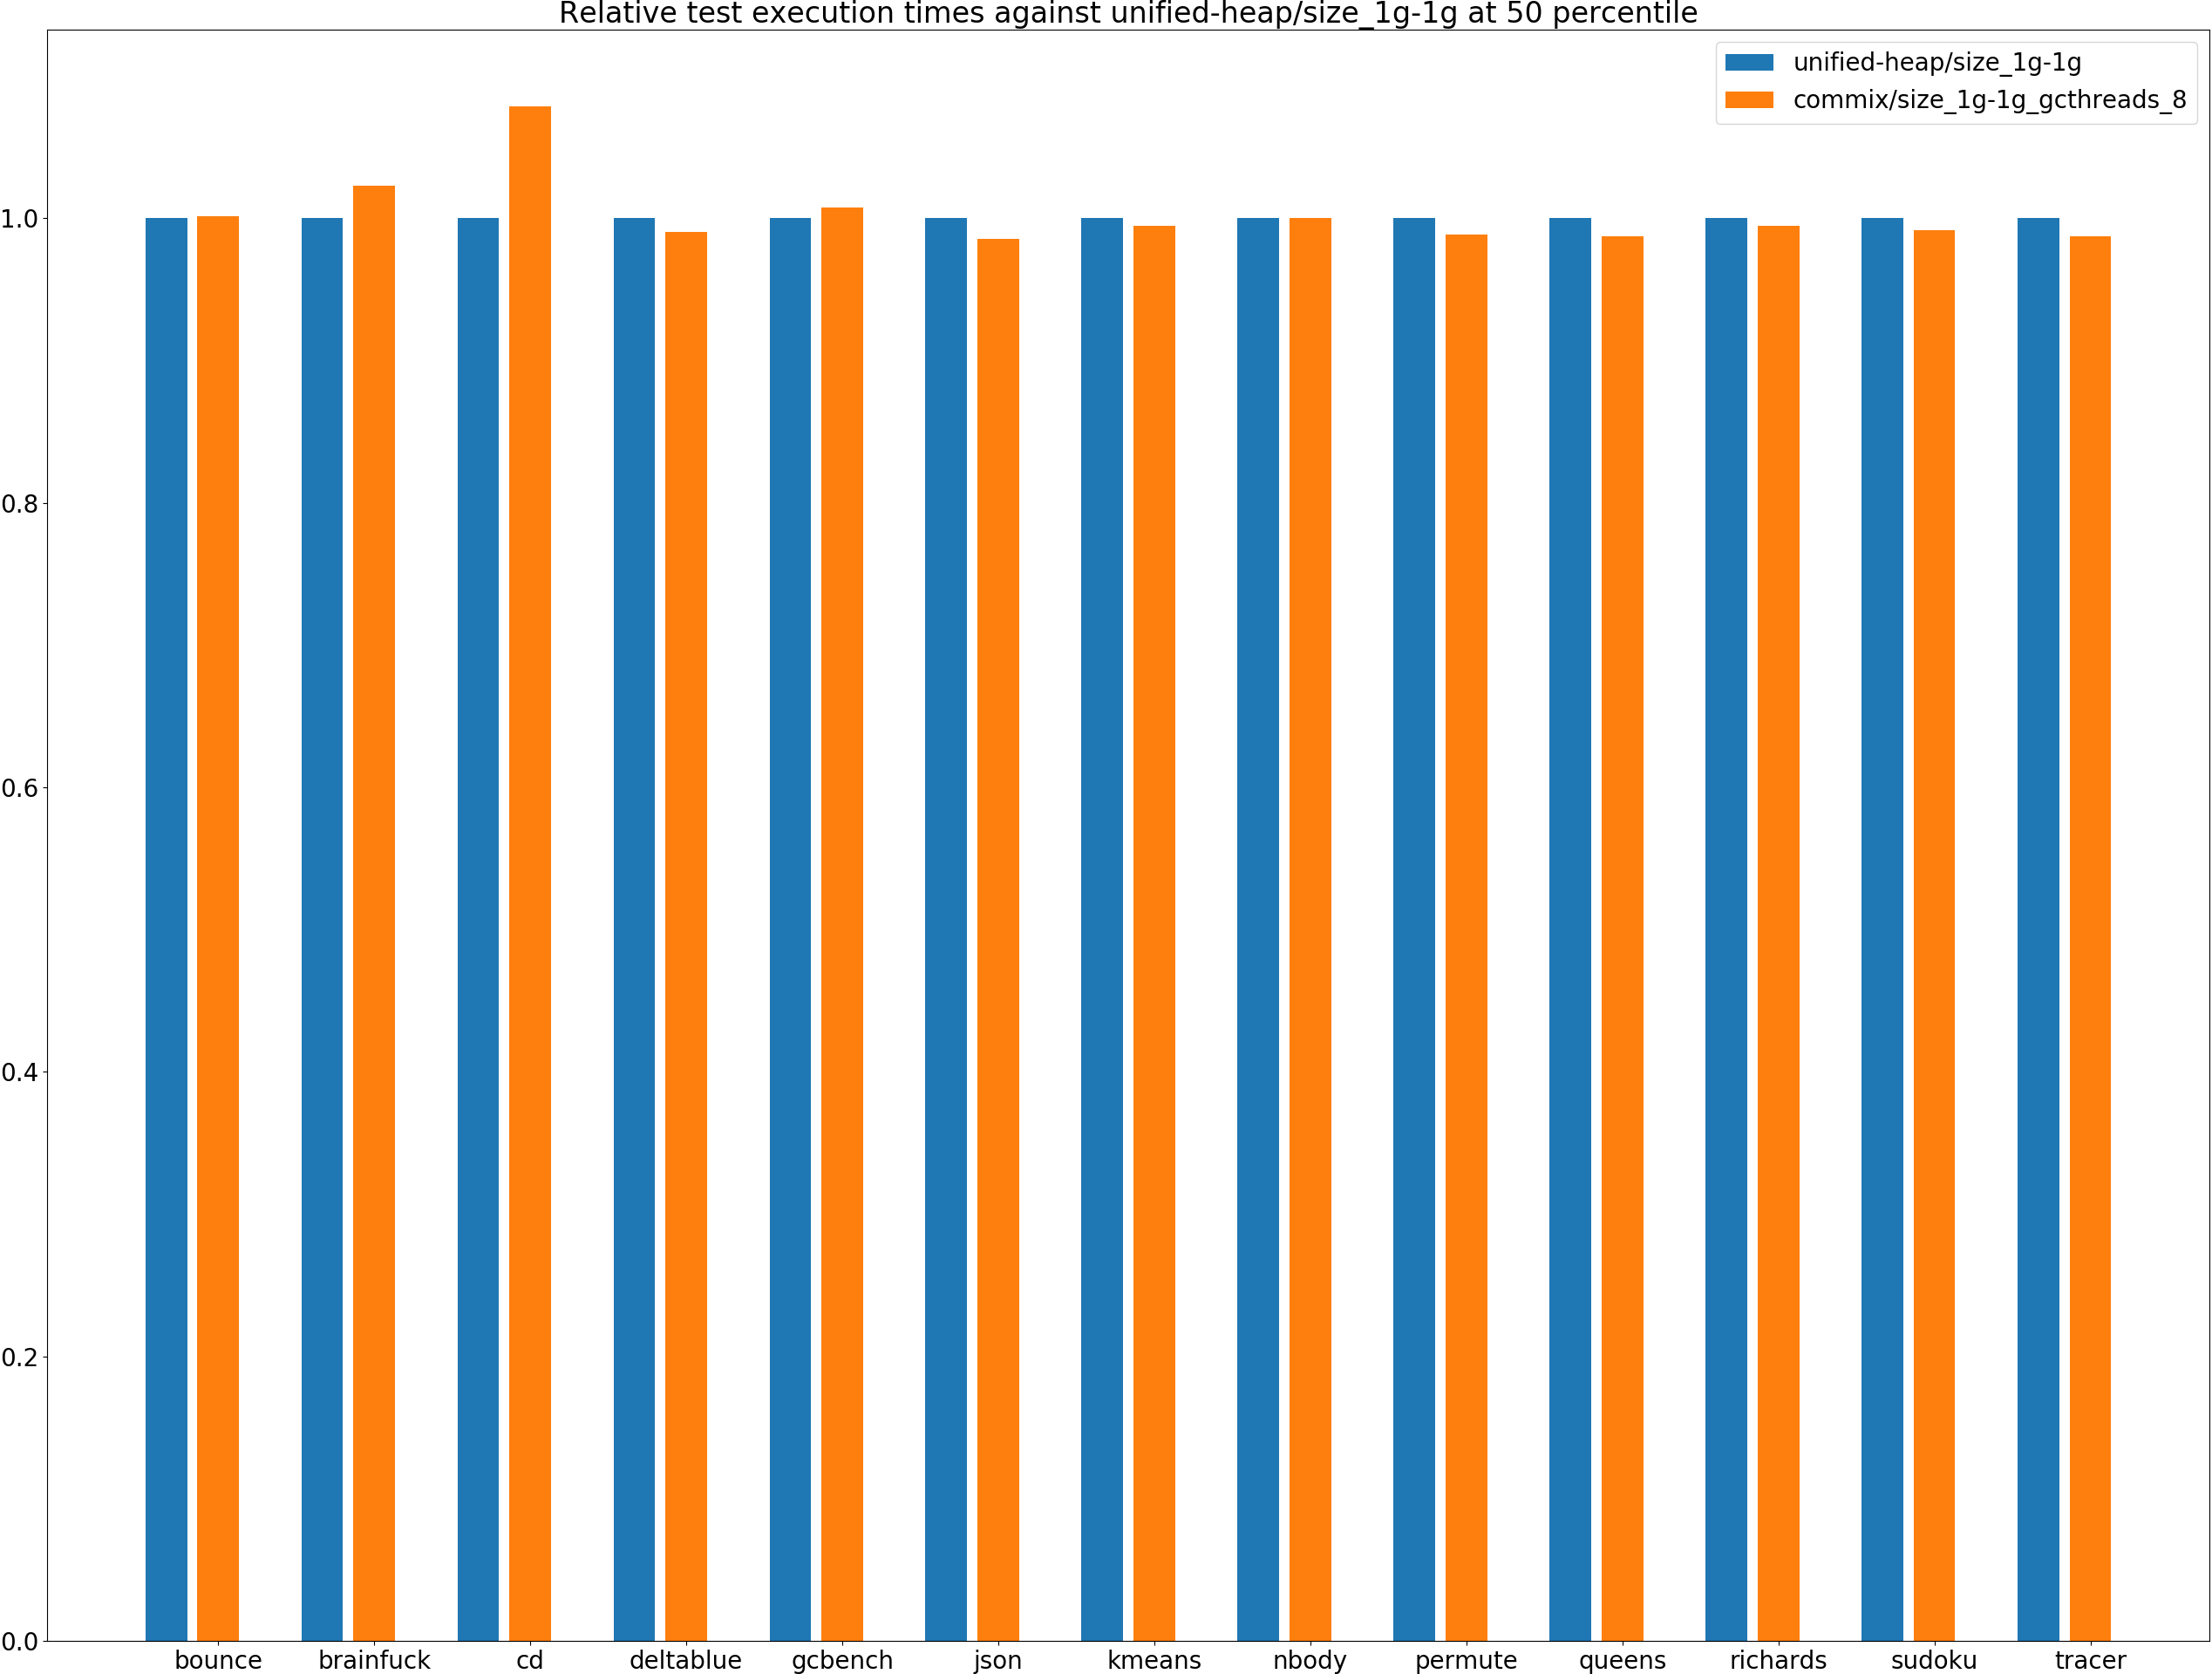 Relative test execution times against unified-heap/size_1g-1g at 50 percentile
unified-heap/size_1g-1g
commix/size_1g-1g_gcthreads_8
1.0
0.8
0.6
0.4
0.2
0.0
bounce brainfuck cd deltablue gcbench json kmeans nbody permute queens richards sudoku tracer